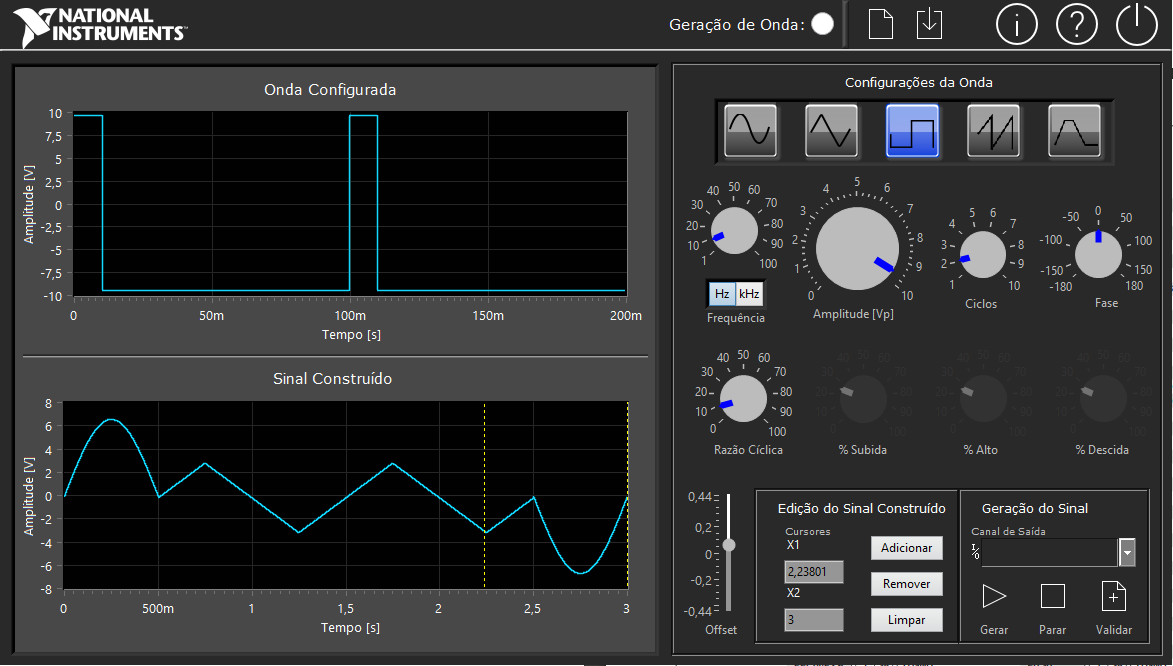 NATIONAL
INSTRUMENTS™
Geração de Onda:
Onda Configurada
Amplitude [V]
10
7,5
5
2,5
0
-2,5
-5
-7,5
-10
0 50m 100m 150m 200m
Tempo [s]
Sinal Construído
Amplitude [V]
8
6
4
2
0
-2
-4
-6
-8
0 500m 1 1,5 2 2,5 3
Tempo [s]
Configurações da Onda
1 10 20 30 40 50 60 70 80 90 100
Hz kHz
Frequência
0 1 2 3 4 5 6 7 8 9 10
Amplitude [Vp]
1 2 3 4 5 6 7 8 9 10
Ciclos
-180 -150 -100 -50 0 50 100 150 180
Fase
0 10 20 30 40 50 60 70 80 90 100
Razão Cíclica
% Subida
% Alto
% Descida
0,44
0,2
0
-0,2
-0,44
Offset
Edição do Sinal Construído
Cursores
X1
2,23801
X2
3
Adicionar
Remover
Limpar
Geração do Sinal
Canal de Saída
I/O
Gerar
Parar
Validar